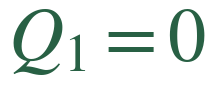 Q₁ = 0